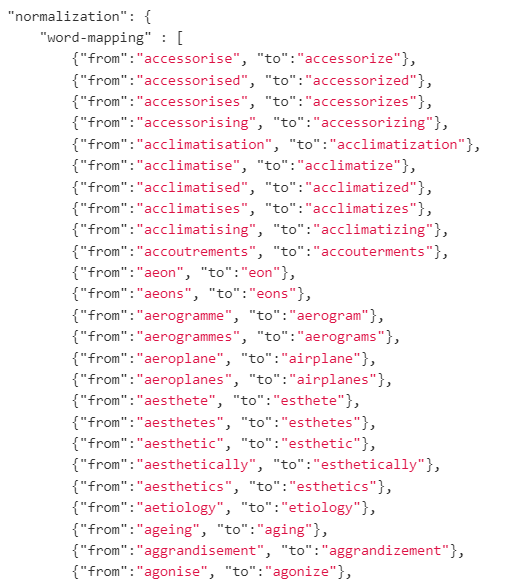 "normalization": {
"word-mapping" : [
{"from":"accessorise", "to":"accessorize"},
{"from":"accessorised", "to":"accessorized"},
{"from":"accessorises", "to":"accessorizes"},
{"from":"accessorising", "to":"accessorizing"},
{"from":"acclimatisation", "to":"acclimatization"},
{"from":"acclimatise", "to":"acclimatize"},
{"from":"acclimatised", "to":"acclimatized"},
{"from":"acclimatises", "to":"acclimatizes"},
{"from":"acclimatising", "to":"acclimatizing"},
{"from":"accoutrements", "to":"accouterments"},
{"from":"aeon", "to":"eon"},
{"from":"aeons", "to":"eons"},
{"from":"aerogramme", "to":"aerogram"},
{"from":"aerogrammes", "to":"aerograms"},
{"from":"aeroplane", "to":"airplane"},
{"from":"aeroplanes", "to":"airplanes"},
{"from":"aesthete", "to":"esthete"},
{"from":"aesthetes", "to":"esthetes"},
{"from":"aesthetic", "to":"esthetic"},
{"from":"aesthetically", "to":"esthetically"},
{"from":"aesthetics", "to":"esthetics"},
{"from":"aetiology", "to":"etiology"},
{"from":"ageing", "to":"aging"},
{"from":"aggrandisement", "to":"aggrandizement"},
{"from":"agonise", "to":"agonize"},